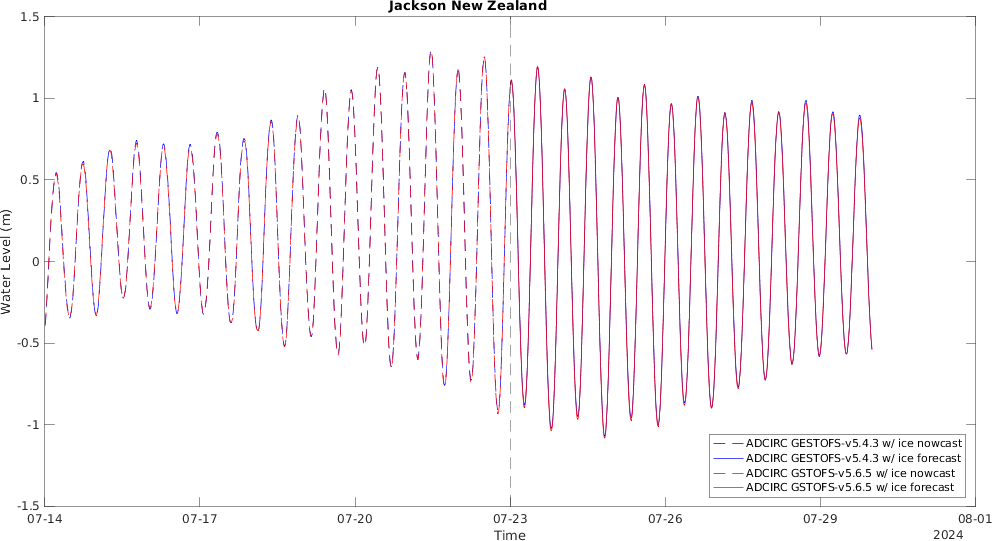 Jackson New Zealand
1.5
1
0.5
0
-0.5
-1
-1.5
Water Level (m)
07-14
07-17
07-20
07-23
07-26
07-29
08-01
Time
2024
ADCIRC GESTOFS-v5.4.3 w/ ice nowcast
ADCIRC GESTOFS-v5.4.3 w/ ice forecast
ADCIRC GSTOFS-v5.6.5 w/ ice nowcast
ADCIRC GSTOFS-v5.6.5 w/ ice forecast